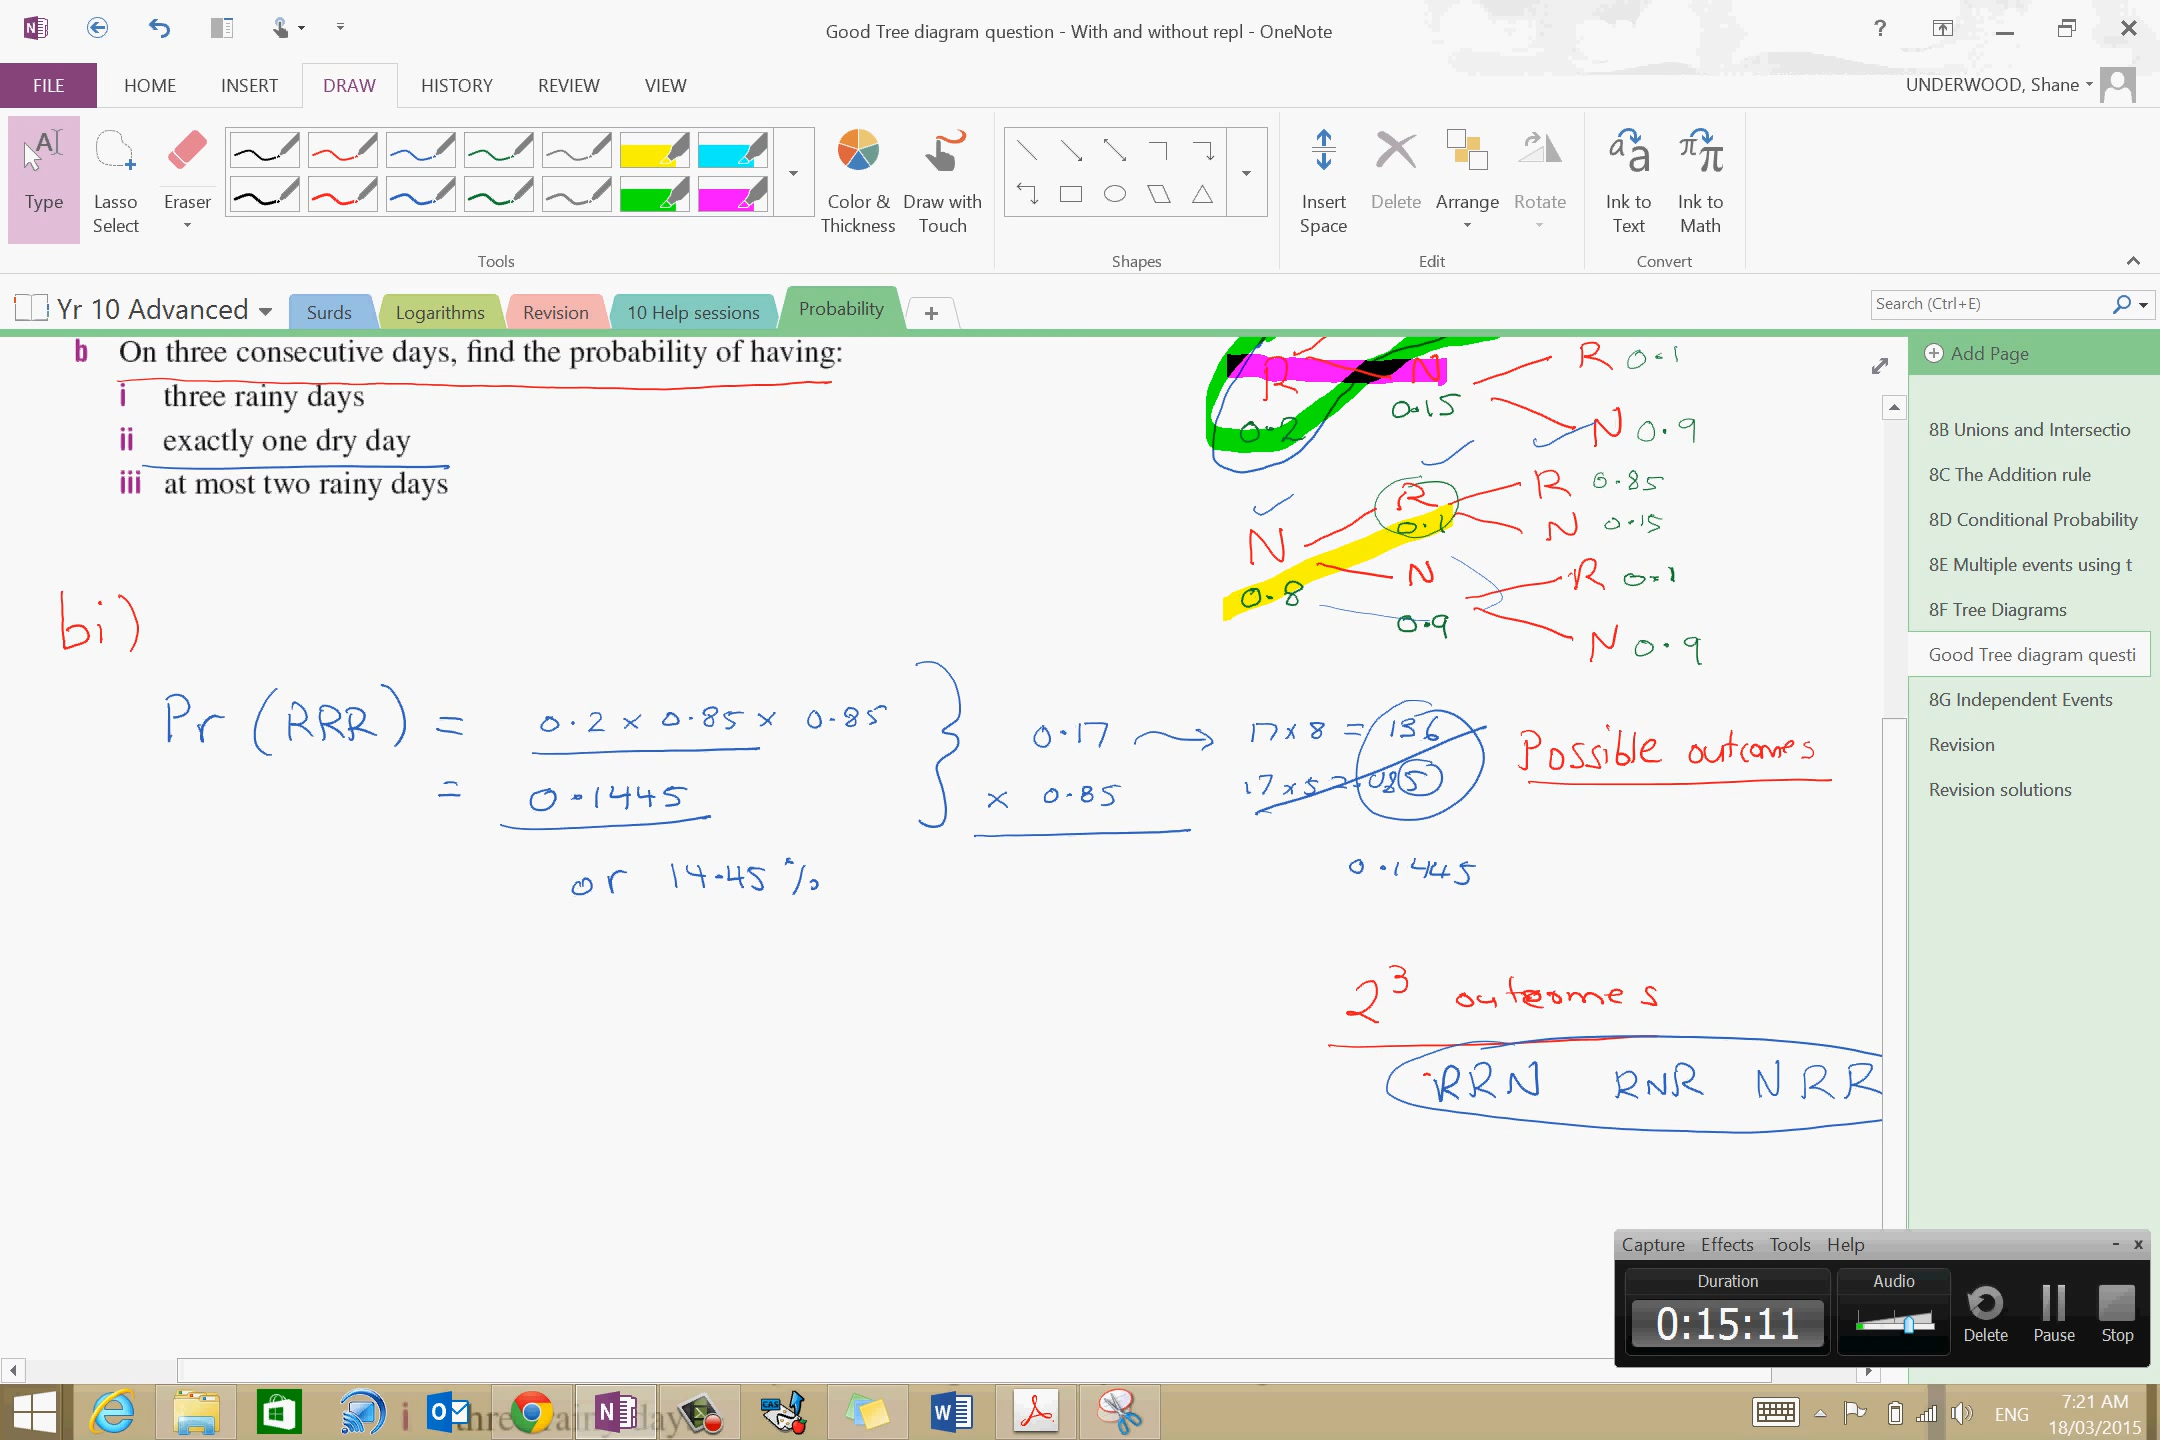 Good Tree diagram question - With and without repl - OneNote
FILE HOME INSERT DRAW HISTORY REVIEW VIEW
UNDERWOOD, Shane
Type
Lasso Select
Eraser
Color & Thickness
Draw with Touch
Insert Space
Delete
Arrange
Rotate
Ink to Text
Ink to Math
Tools Shapes Edit Convert
Yr 10 Advanced Surds Logarithms Revision 10 Help sessions Probability
Search (Ctrl+E)
b On three consecutive days, find the probability of having:
i three rainy days
ii exactly one dry day
iii at most two rainy days
R N R 0.1
0.2 0.15 N 0.9
R R 0.85
N 0.1 N 0.15
0.8 N R 0.1
0.9 N 0.9
bi)
Pr (RRR) = 0.2 × 0.85 × 0.85
= 0.1445
or 14.45 %
0.17
× 0.85
17 × 8 = 136
17 × 5 = 085
0.1445
Possible outcomes
2³ outcomes
RRN RNR NRR
Add Page
8B Unions and Intersectio
8C The Addition rule
8D Conditional Probability
8E Multiple events using t
8F Tree Diagrams
Good Tree diagram questi
8G Independent Events
Revision
Revision solutions
Capture Effects Tools Help
Duration Audio
0:15:11
Delete Pause Stop
i three rainy days
ENG
7:21 AM
18/03/2015